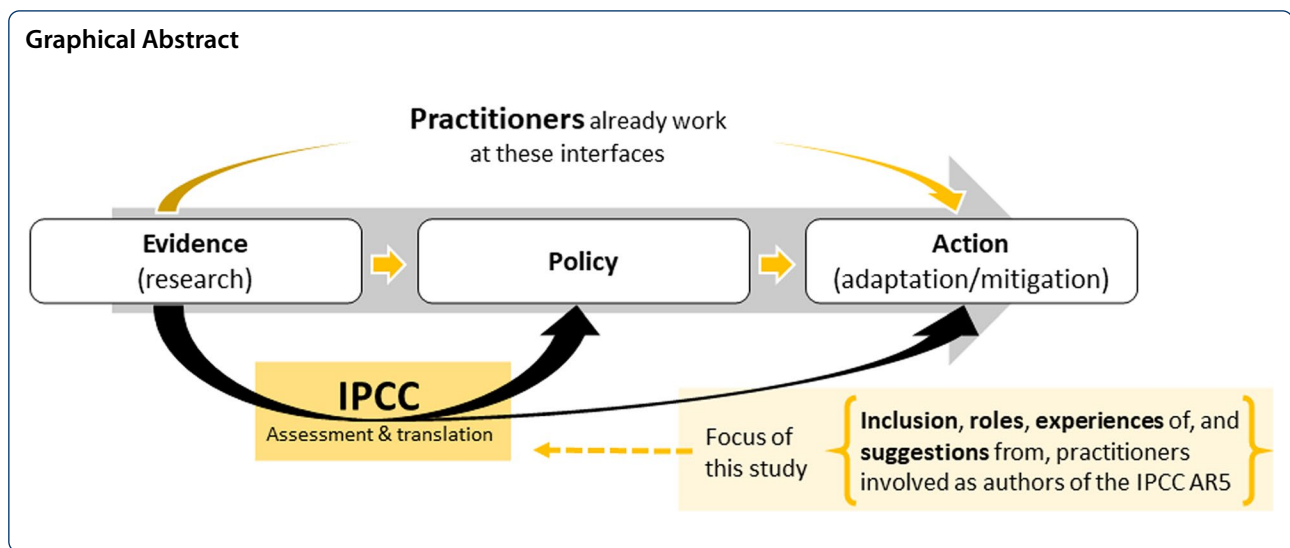 Graphical Abstract
Practitioners already work
at these interfaces
Evidence
(research)
Policy
Action
(adaptation/mitigation)
IPCC
Assessment & translation
Focus of
this study
Inclusion, roles, experiences of, and
suggestions from, practitioners
involved as authors of the IPCC AR5